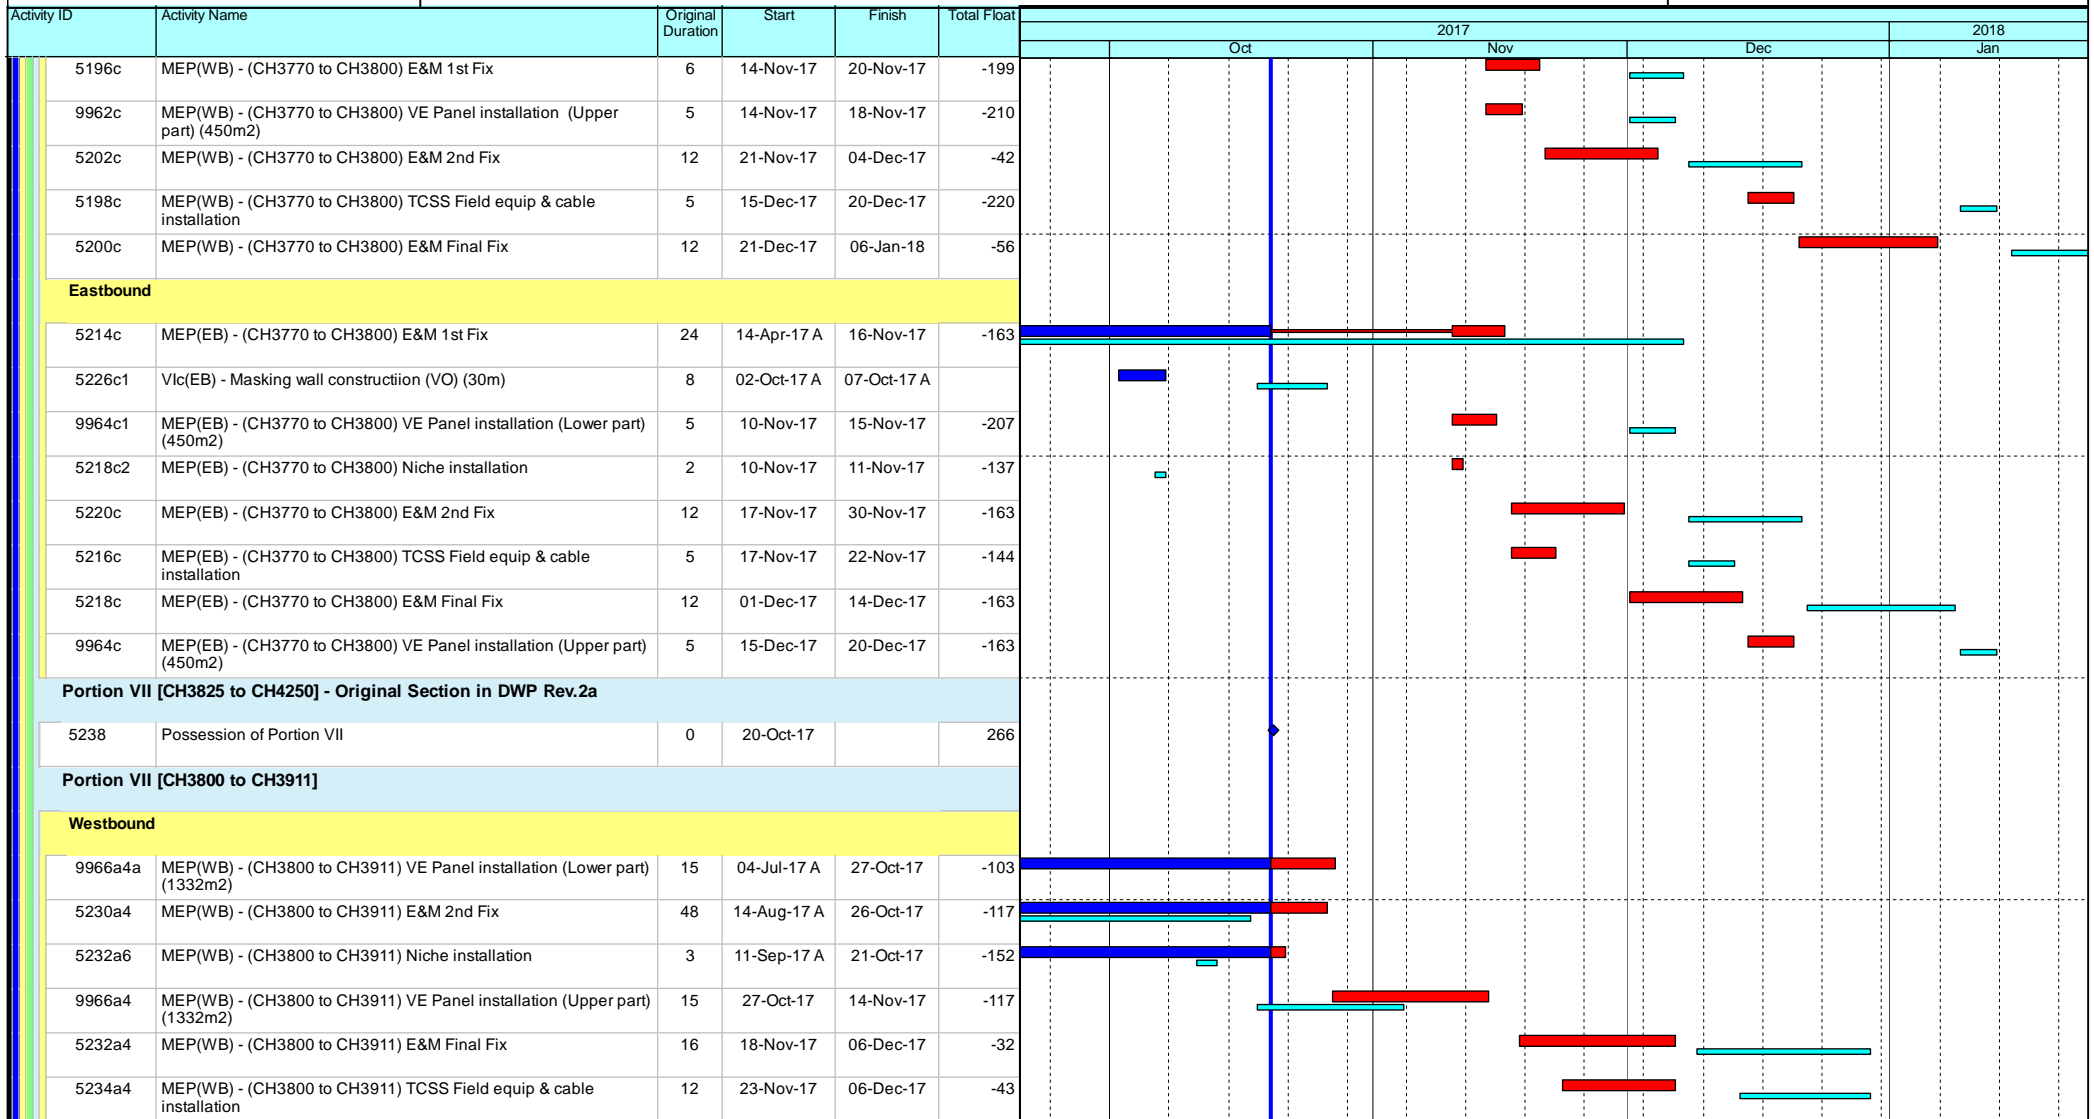 Activity ID Activity Name Original Duration Start Finish Total Float
2017 2018
Oct Nov Dec Jan
5196c MEP(WB) - (CH3770 to CH3800) E&M 1st Fix 6 14-Nov-17 20-Nov-17 -199
9962c MEP(WB) - (CH3770 to CH3800) VE Panel installation (Upper 5 14-Nov-17 18-Nov-17 -210
part) (450m2)
5202c MEP(WB) - (CH3770 to CH3800) E&M 2nd Fix 12 21-Nov-17 04-Dec-17 -42
5198c MEP(WB) - (CH3770 to CH3800) TCSS Field equip & cable 5 15-Dec-17 20-Dec-17 -220
installation
5200c MEP(WB) - (CH3770 to CH3800) E&M Final Fix 12 21-Dec-17 06-Jan-18 -56
Eastbound
5214c MEP(EB) - (CH3770 to CH3800) E&M 1st Fix 24 14-Apr-17 A 16-Nov-17 -163
5226c1 VIc(EB) - Masking wall constructiion (VO) (30m) 8 02-Oct-17 A 07-Oct-17 A
9964c1 MEP(EB) - (CH3770 to CH3800) VE Panel installation (Lower part) 5 10-Nov-17 15-Nov-17 -207
(450m2)
5218c2 MEP(EB) - (CH3770 to CH3800) Niche installation 2 10-Nov-17 11-Nov-17 -137
5220c MEP(EB) - (CH3770 to CH3800) E&M 2nd Fix 12 17-Nov-17 30-Nov-17 -163
5216c MEP(EB) - (CH3770 to CH3800) TCSS Field equip & cable 5 17-Nov-17 22-Nov-17 -144
installation
5218c MEP(EB) - (CH3770 to CH3800) E&M Final Fix 12 01-Dec-17 14-Dec-17 -163
9964c MEP(EB) - (CH3770 to CH3800) VE Panel installation (Upper part) 5 15-Dec-17 20-Dec-17 -163
(450m2)
Portion VII [CH3825 to CH4250] - Original Section in DWP Rev.2a
5238 Possession of Portion VII 0 20-Oct-17 266
Portion VII [CH3800 to CH3911]
Westbound
9966a4a MEP(WB) - (CH3800 to CH3911) VE Panel installation (Lower part) 15 04-Jul-17 A 27-Oct-17 -103
(1332m2)
5230a4 MEP(WB) - (CH3800 to CH3911) E&M 2nd Fix 48 14-Aug-17 A 26-Oct-17 -117
5232a6 MEP(WB) - (CH3800 to CH3911) Niche installation 3 11-Sep-17 A 21-Oct-17 -152
9966a4 MEP(WB) - (CH3800 to CH3911) VE Panel installation (Upper part) 15 27-Oct-17 14-Nov-17 -117
(1332m2)
5232a4 MEP(WB) - (CH3800 to CH3911) E&M Final Fix 16 18-Nov-17 06-Dec-17 -32
5234a4 MEP(WB) - (CH3800 to CH3911) TCSS Field equip & cable 12 23-Nov-17 06-Dec-17 -43
installation